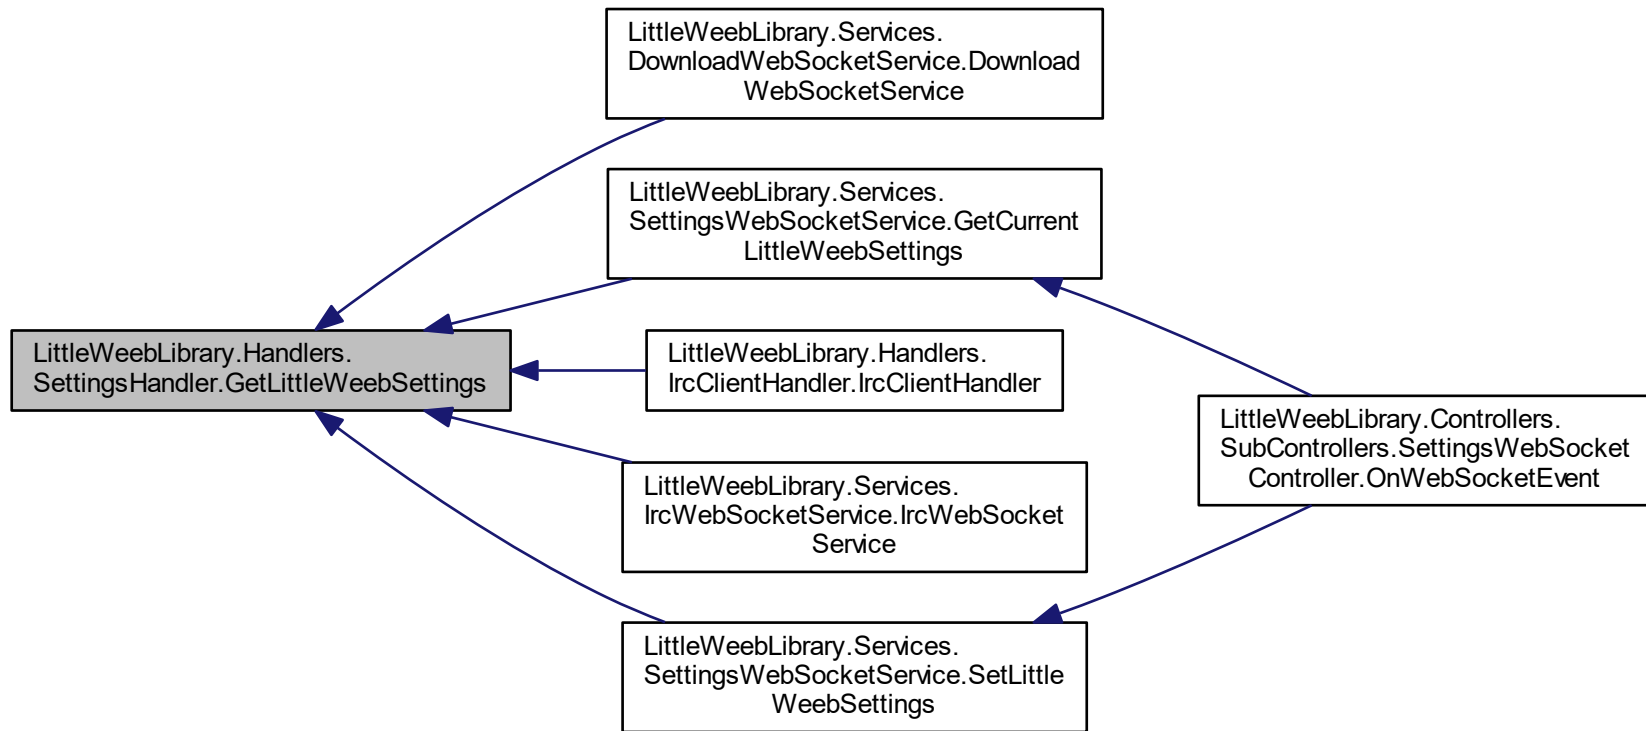 LittleWeebLibrary.Services.
DownloadWebSocketService.Download
WebSocketService
LittleWeebLibrary.Services.
SettingsWebSocketService.GetCurrent
LittleWeebSettings
LittleWeebLibrary.Handlers.
SettingsHandler.GetLittleWeebSettings
LittleWeebLibrary.Handlers.
IrcClientHandler.IrcClientHandler
LittleWeebLibrary.Controllers.
SubControllers.SettingsWebSocket
Controller.OnWebSocketEvent
LittleWeebLibrary.Services.
IrcWebSocketService.IrcWebSocket
Service
LittleWeebLibrary.Services.
SettingsWebSocketService.SetLittle
WeebSettings